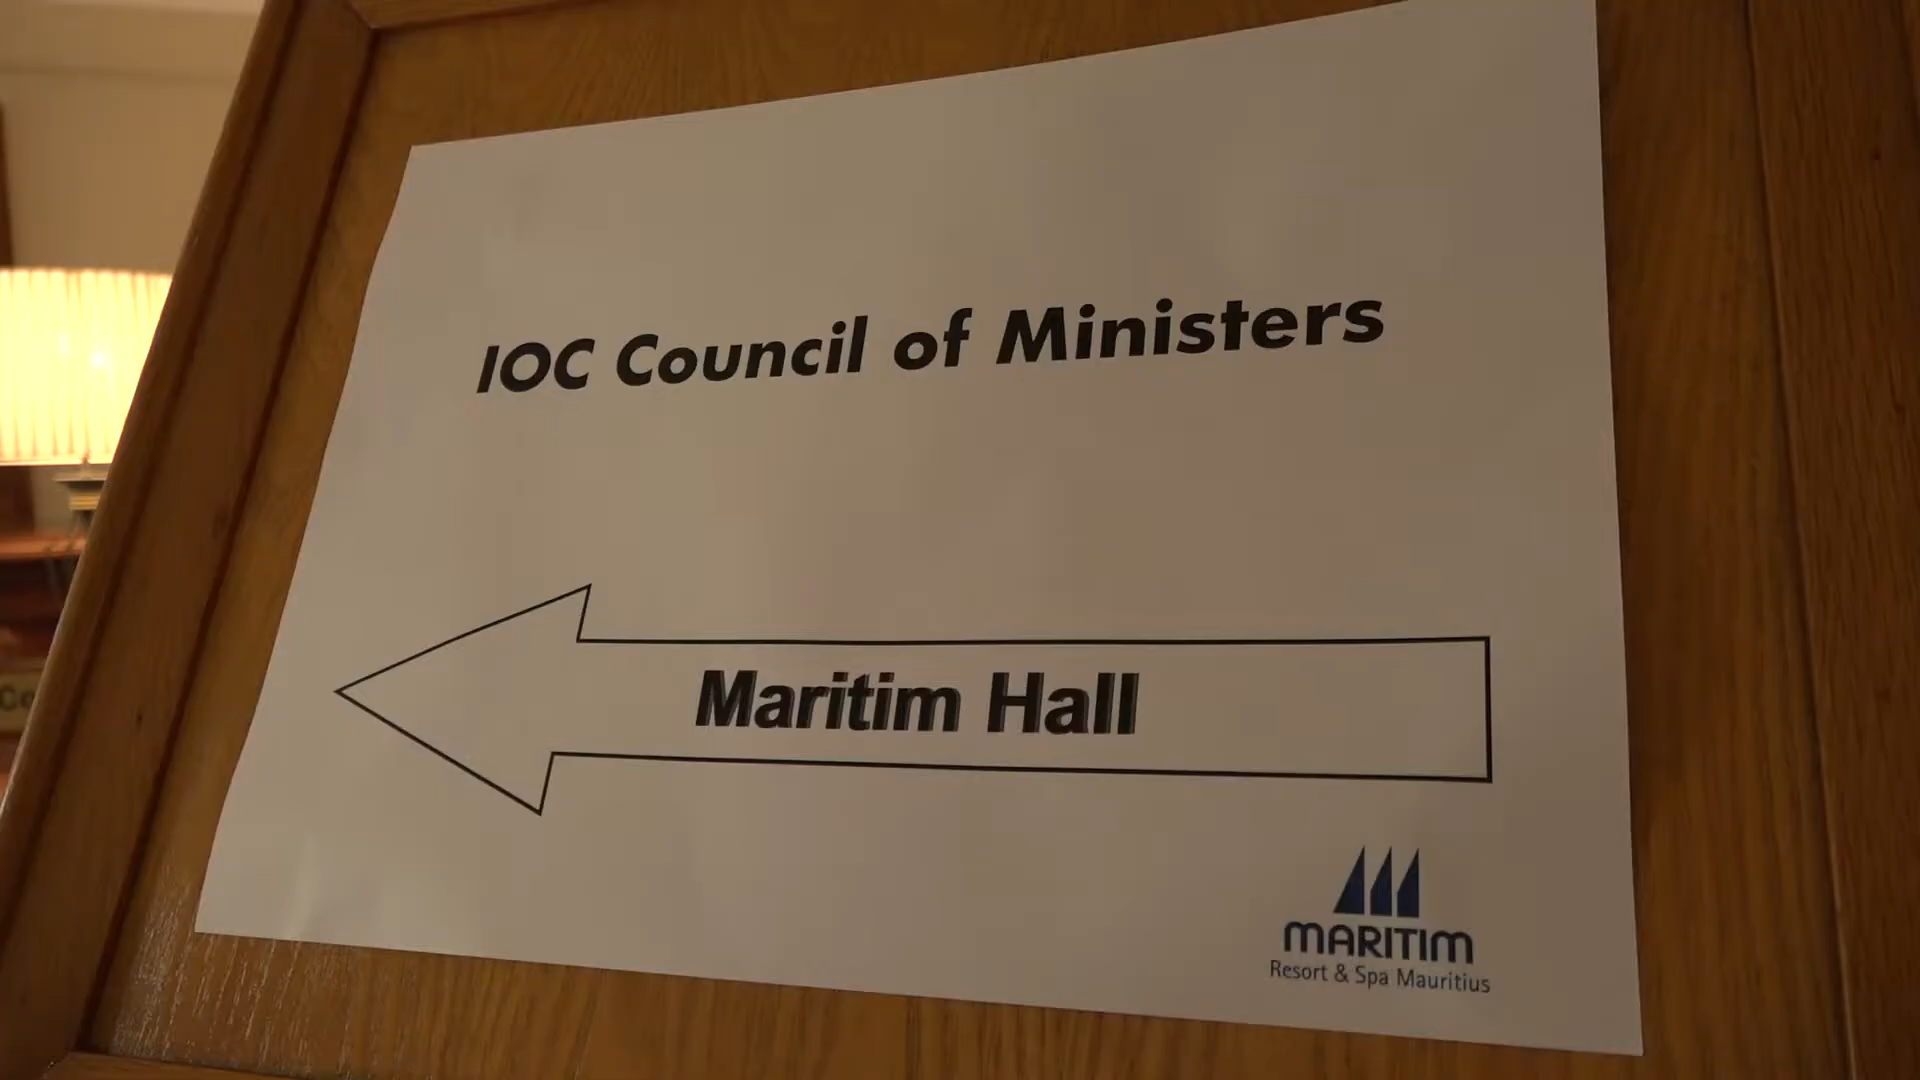 IOC Council of Ministers
Maritim Hall
MARITIM
Resort & Spa Mauritius